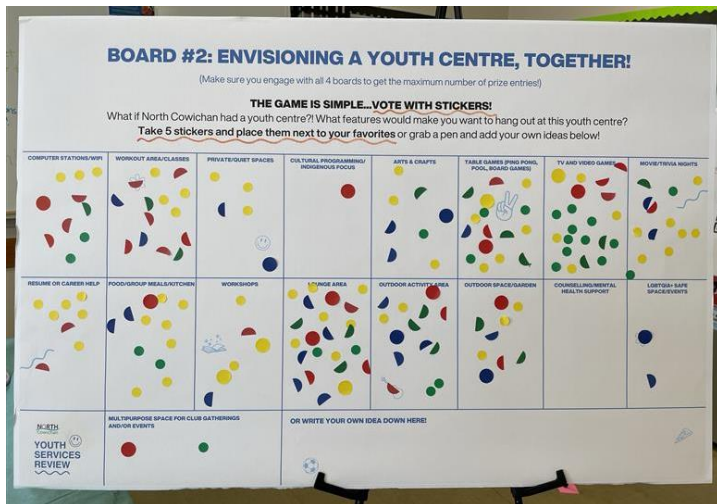 BOARD #2: ENVISIONING A YOUTH CENTRE, TOGETHER!
(Make sure you engage with all 4 boards to get the maximum number of prize entries!)
THE GAME IS SIMPLE...VOTE WITH STICKERS!
What if North Cowichan had a youth centre?! What features would make you want to hang out at this youth centre?
Take 5 stickers and place them next to your favorites or grab a pen and add your own ideas below!
COMPUTER STATIONS/WIFI
WORKOUT AREA/CLASSES
PRIVATE/QUIET SPACES
CULTURAL PROGRAMMING/
INDIGENOUS FOCUS
ARTS & CRAFTS
TABLE GAMES (PING PONG,
POOL, BOARD GAMES)
TV AND VIDEO GAMES
MOVIE/TRIVIA NIGHTS
RESUME OR CAREER HELP
FOOD/GROUP MEALS/KITCHEN
WORKSHOPS
LOUNGE AREA
OUTDOOR ACTIVITY AREA
OUTDOOR SPACE/GARDEN
COUNSELLING/MENTAL
HEALTH SUPPORT
LGBTQIA+ SAFE
SPACE/EVENTS
NORTH
Cowichan
YOUTH
SERVICES
REVIEW
MULTIPURPOSE SPACE FOR CLUB GATHERINGS
AND/OR EVENTS
OR WRITE YOUR OWN IDEA DOWN HERE!